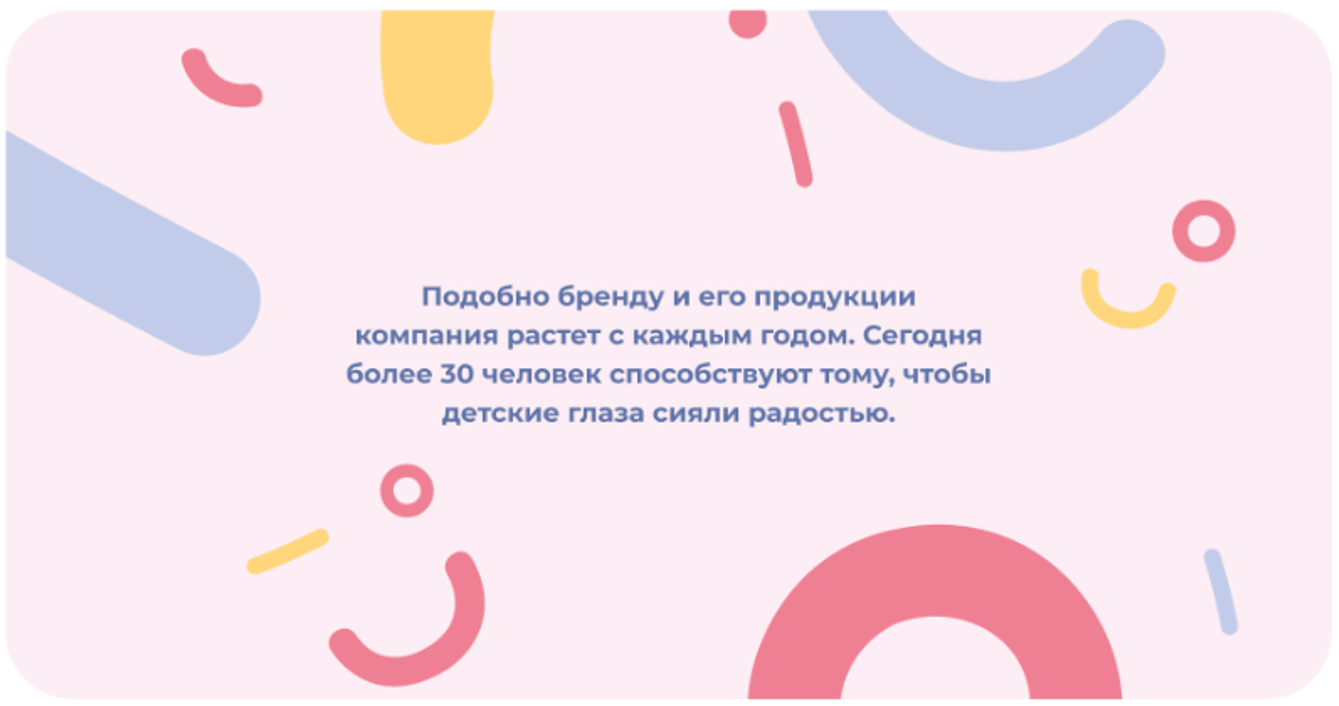 Подобно бренду и его продукции
компания растет с каждым годом. Сегодня
более 30 человек способствуют тому, чтобы
детские глаза сияли радостью.